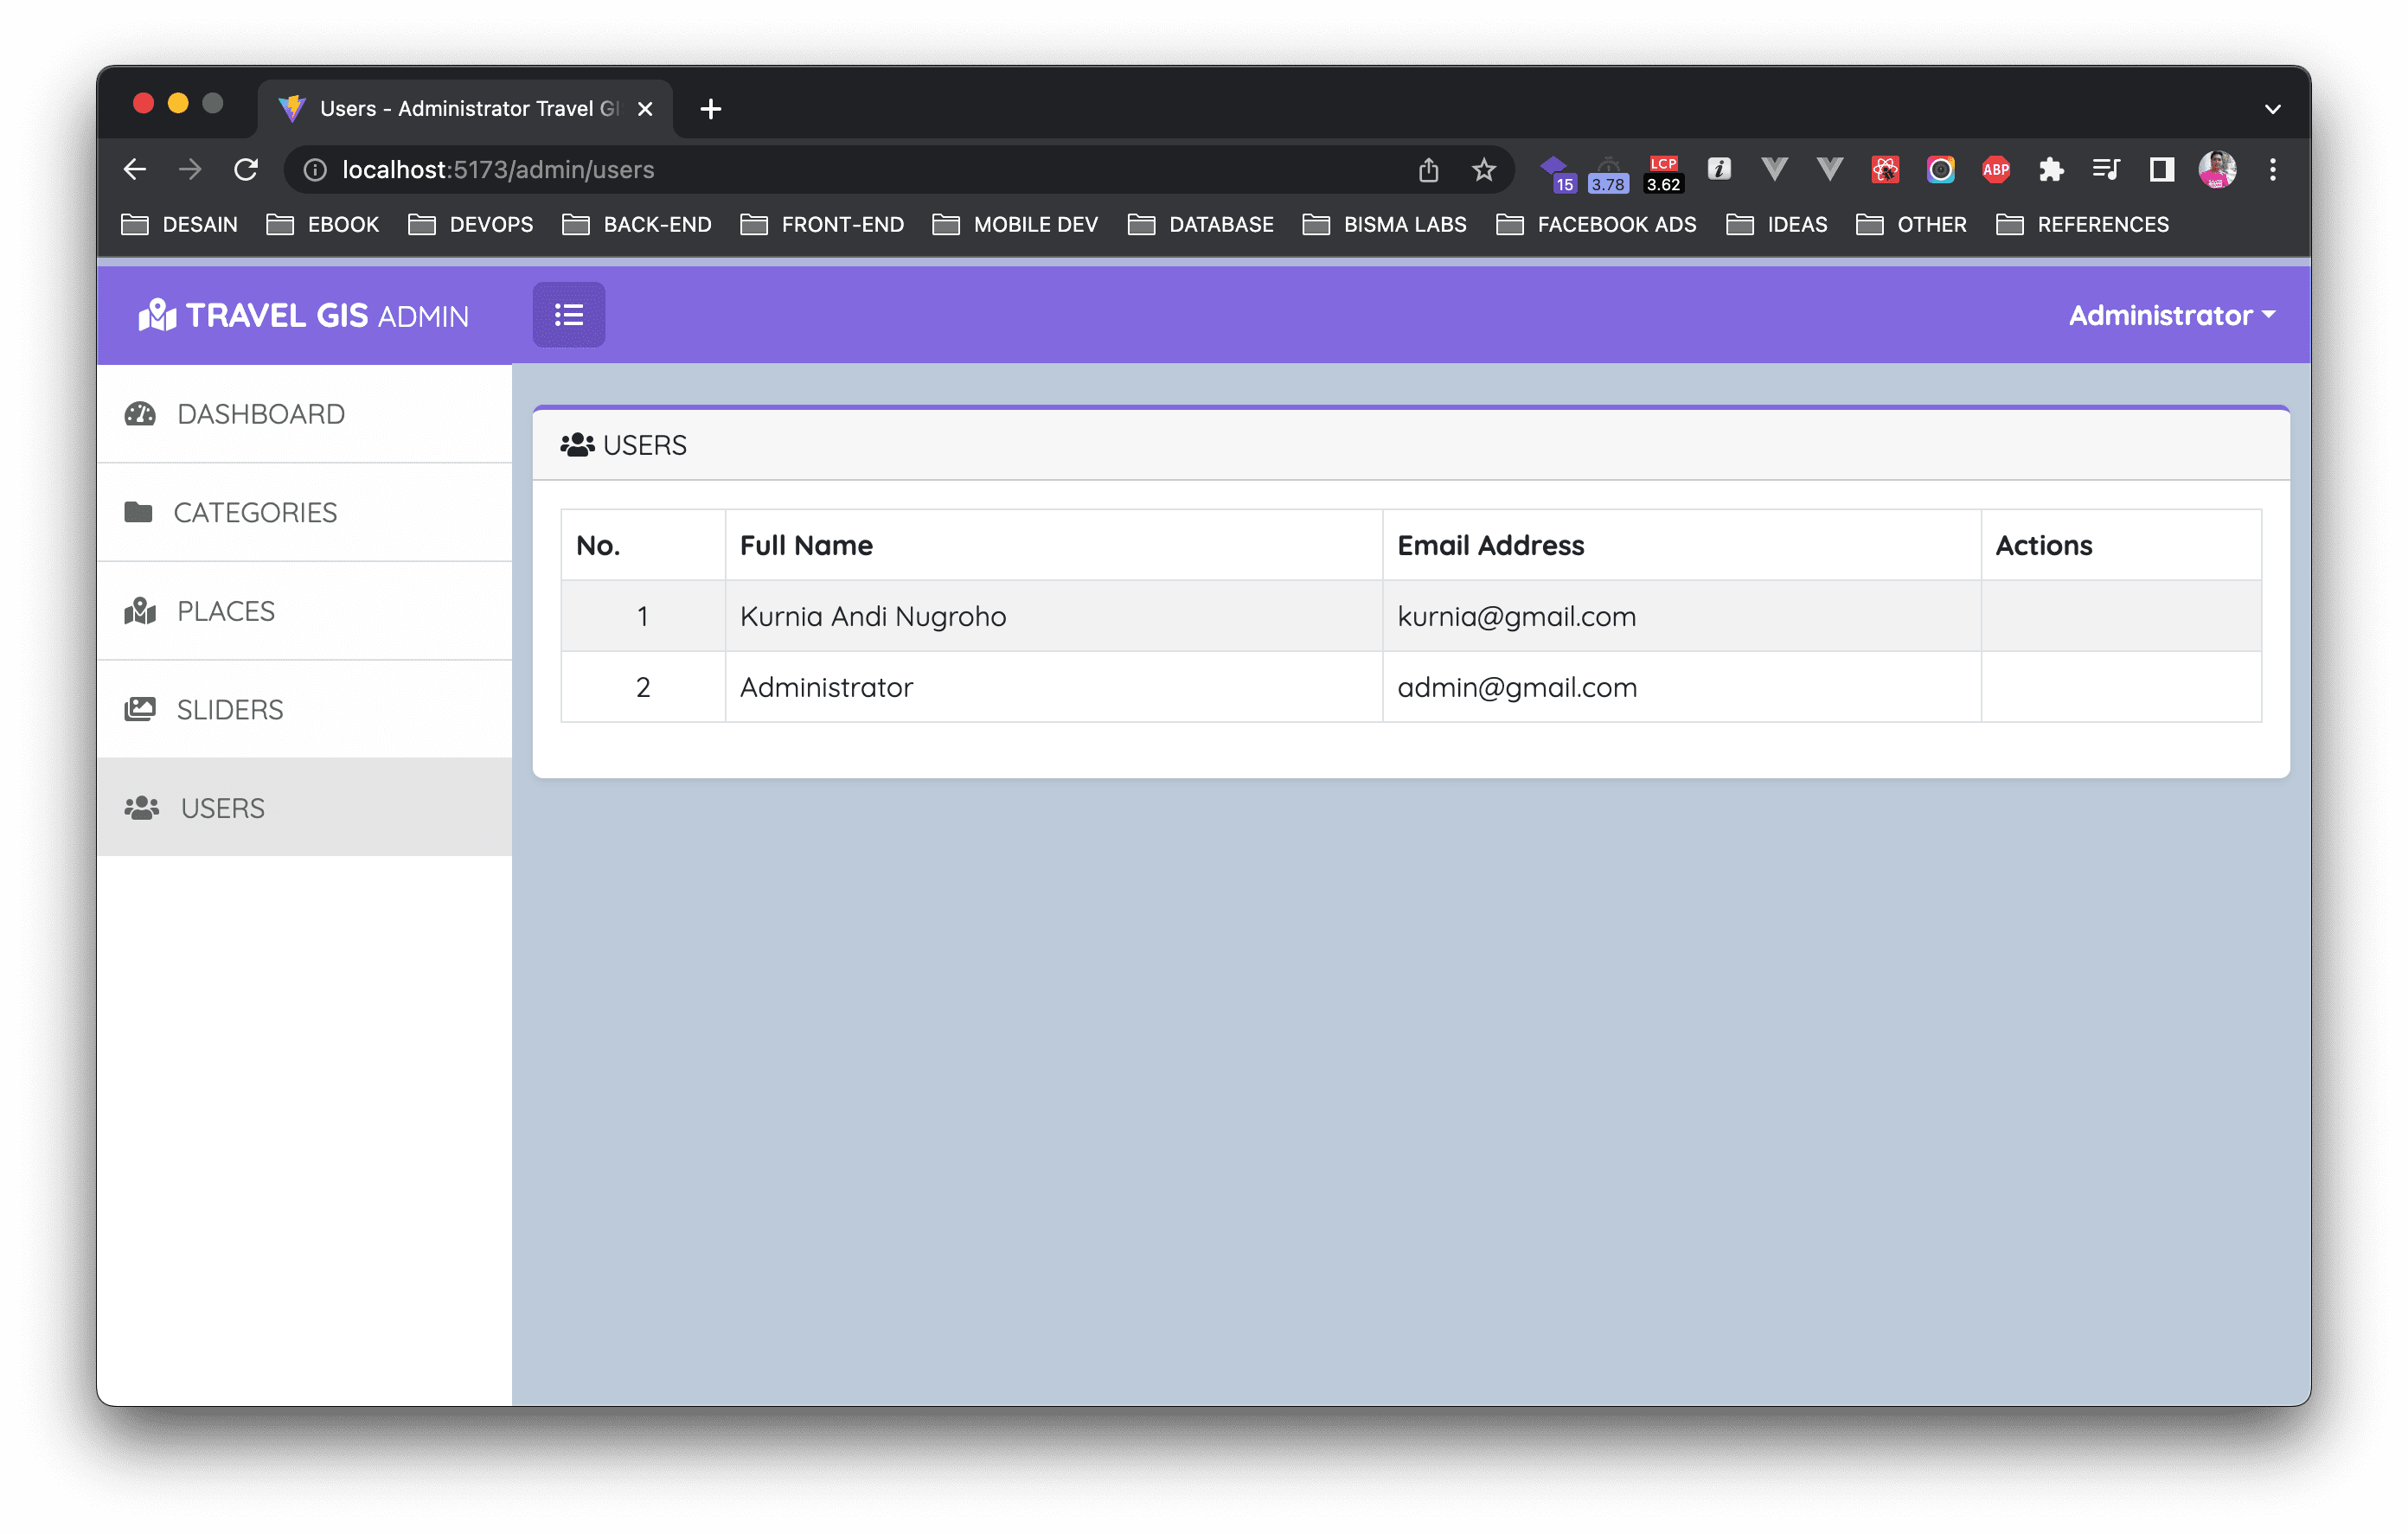 Users - Administrator Travel GI
localhost:5173/admin/users
15
3.78
LCP
3.62
ABP
DESAIN EBOOK DEVOPS BACK-END FRONT-END MOBILE DEV DATABASE BISMA LABS FACEBOOK ADS IDEAS OTHER REFERENCES
TRAVEL GIS ADMIN
Administrator
DASHBOARD
CATEGORIES
PLACES
SLIDERS
USERS
USERS
No. Full Name Email Address Actions
1 Kurnia Andi Nugroho kurnia@gmail.com
2 Administrator admin@gmail.com